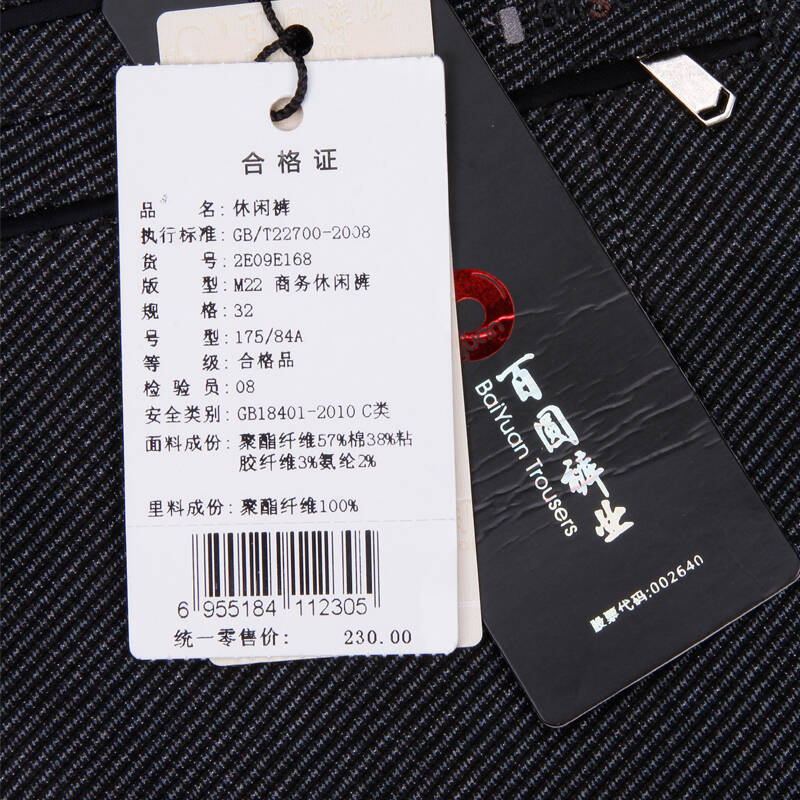 合格证
品 名: 休闲裤
执行标准: GB/T22700-2008
货 号: 2E09E168
版 型: M22 商务休闲裤
规 格: 32
号 型: 175/84A
等 级: 合格品
检 验 员: 08
安全类别: GB18401-2010 C类
面料成份: 聚酯纤维57%棉38%粘
胶纤维3%氨纶2%
里料成份: 聚酯纤维100%
6 955184 112305
统一零售价: 230.00
百圆裤业
BaiYuan Trousers
股票代码:002640